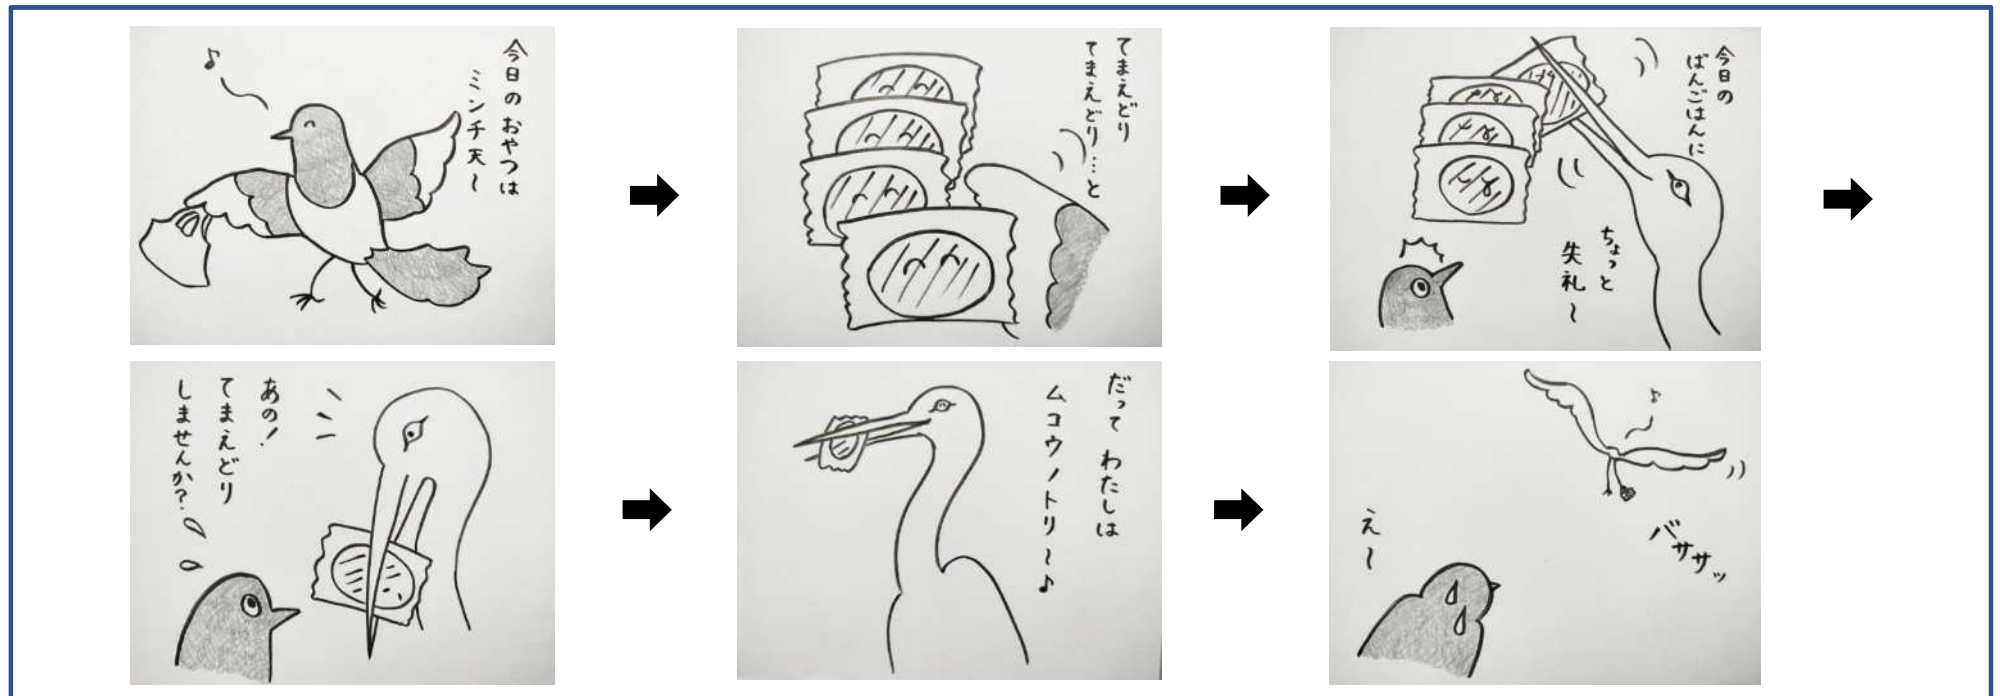 今日のおやつは
ミンチ天～
てまえどり
てまえどり…と
今日の
ばんごはんに
ちょっと
失礼～
あの！
てまえどり
しませんか？
だって わたしは
ムコウノトリ～♪
え～
バササッ